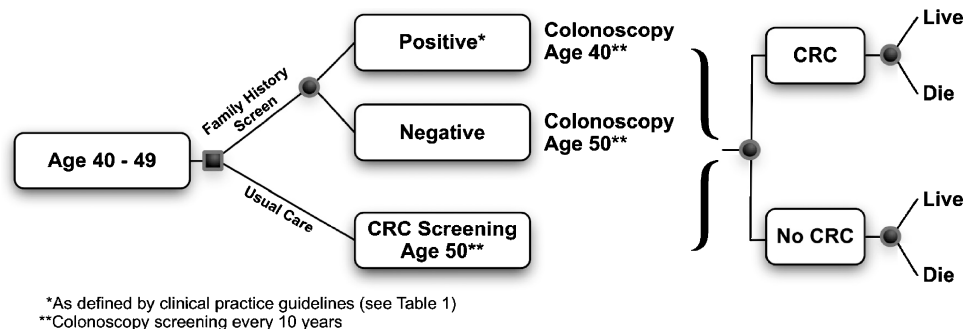 Age 40 - 49
Family History
Screen
Usual Care
Positive*
Colonoscopy
Age 40**
Negative
Colonoscopy
Age 50**
CRC Screening
Age 50**
CRC
Live
Die
No CRC
Live
Die
*As defined by clinical practice guidelines (see Table 1)
**Colonoscopy screening every 10 years